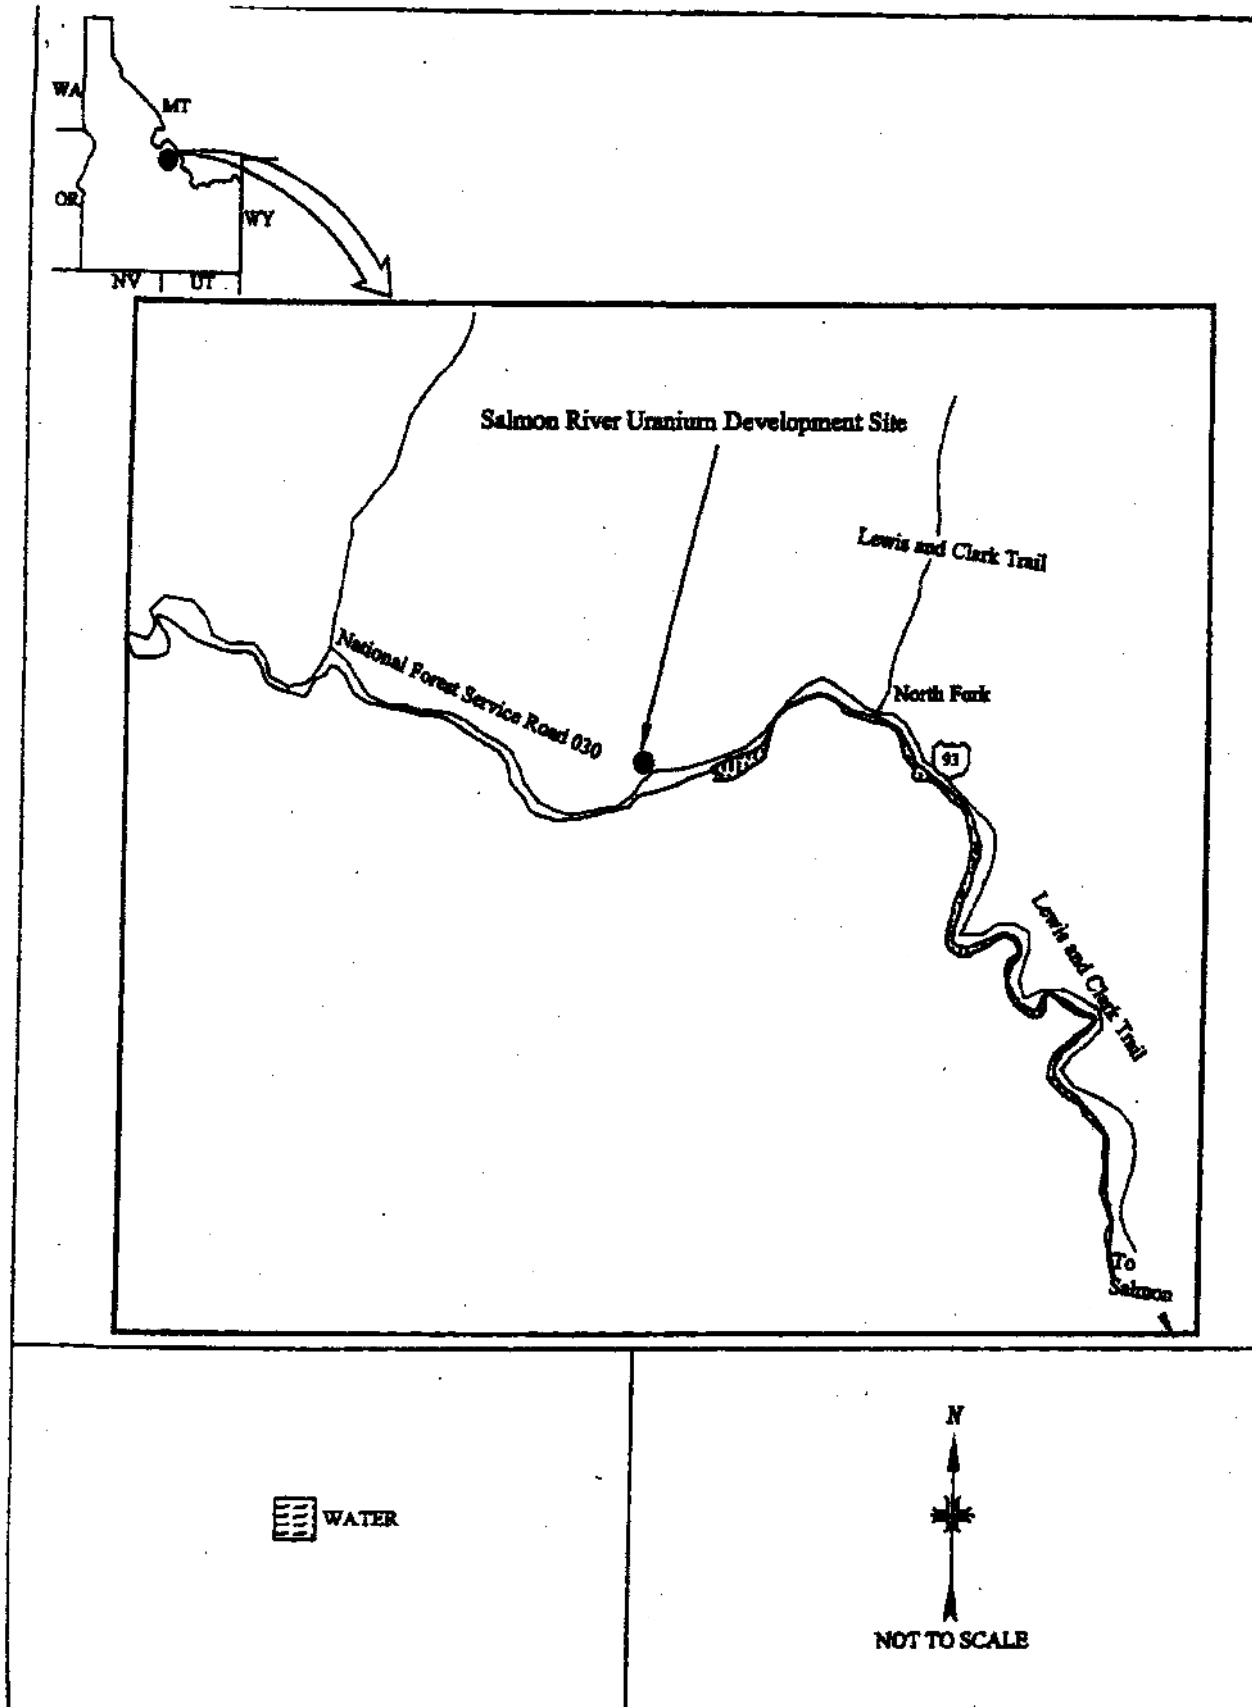 WA
MT
OR
WY
NV
UT
Salmon River Uranium Development Site
Lewis and Clark Trail
National Forest Service Road 030
North Fork
93
Lewis and Clark Trail
To
Salmon
WATER
N
NOT TO SCALE